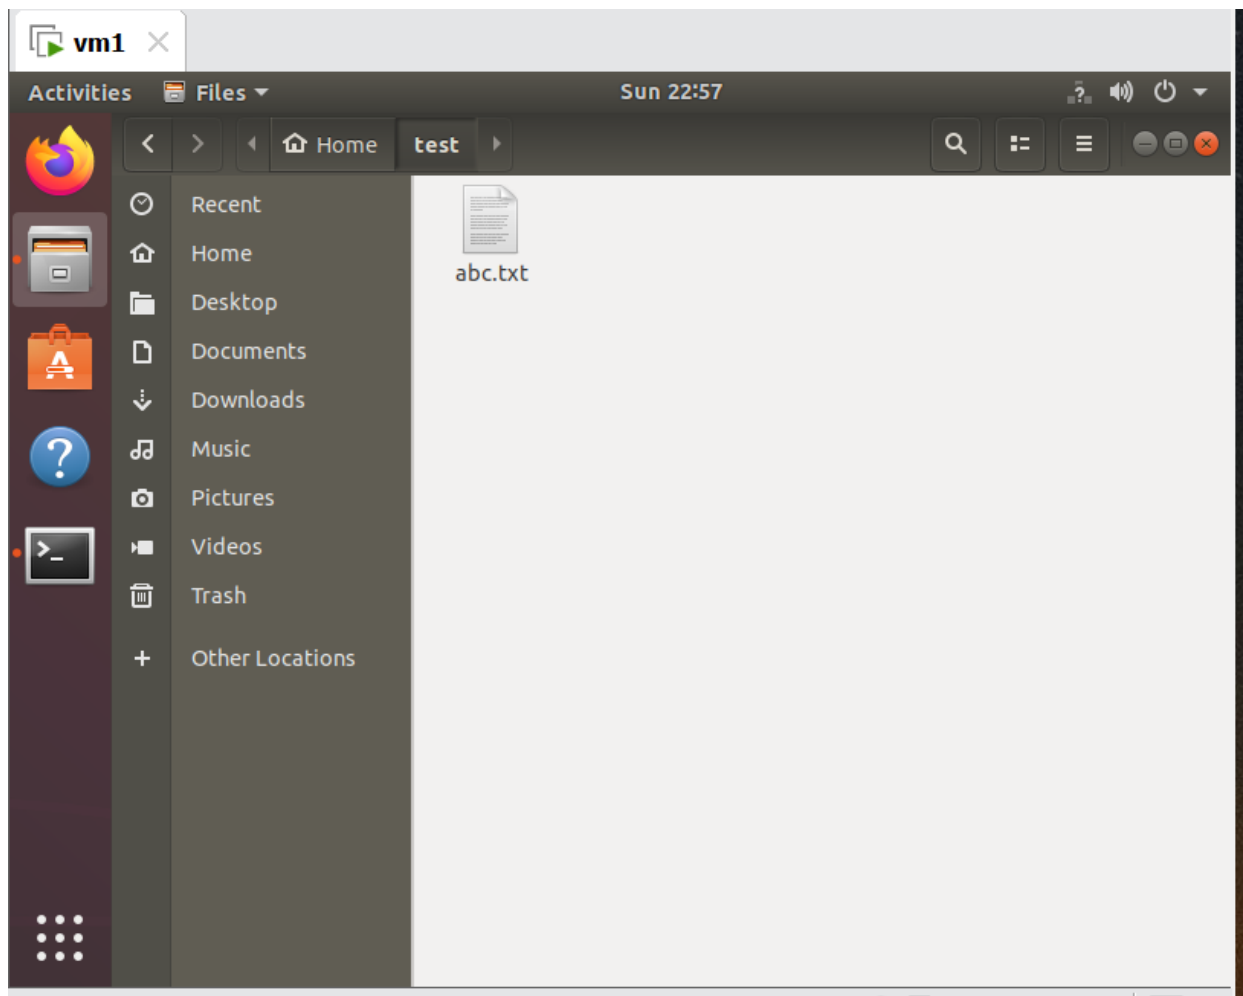 vm1
Activities Files Sun 22:57
Home test
Recent
Home
Desktop
Documents
Downloads
Music
Pictures
Videos
Trash
Other Locations
abc.txt